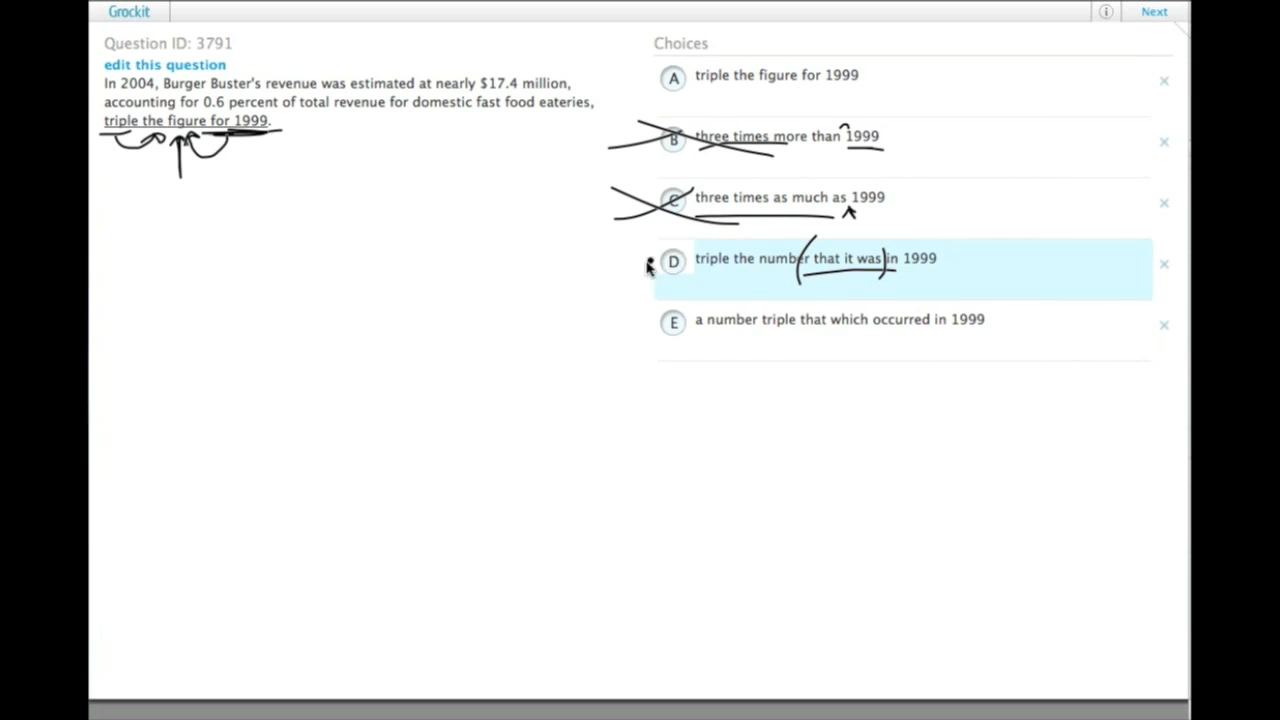 Grockit
Next
Question ID: 3791
edit this question
In 2004, Burger Buster's revenue was estimated at nearly $17.4 million,
accounting for 0.6 percent of total revenue for domestic fast food eateries,
triple the figure for 1999.
Choices
A triple the figure for 1999
B three times more than 1999
C three times as much as 1999
D triple the number that it was in 1999
E a number triple that which occurred in 1999